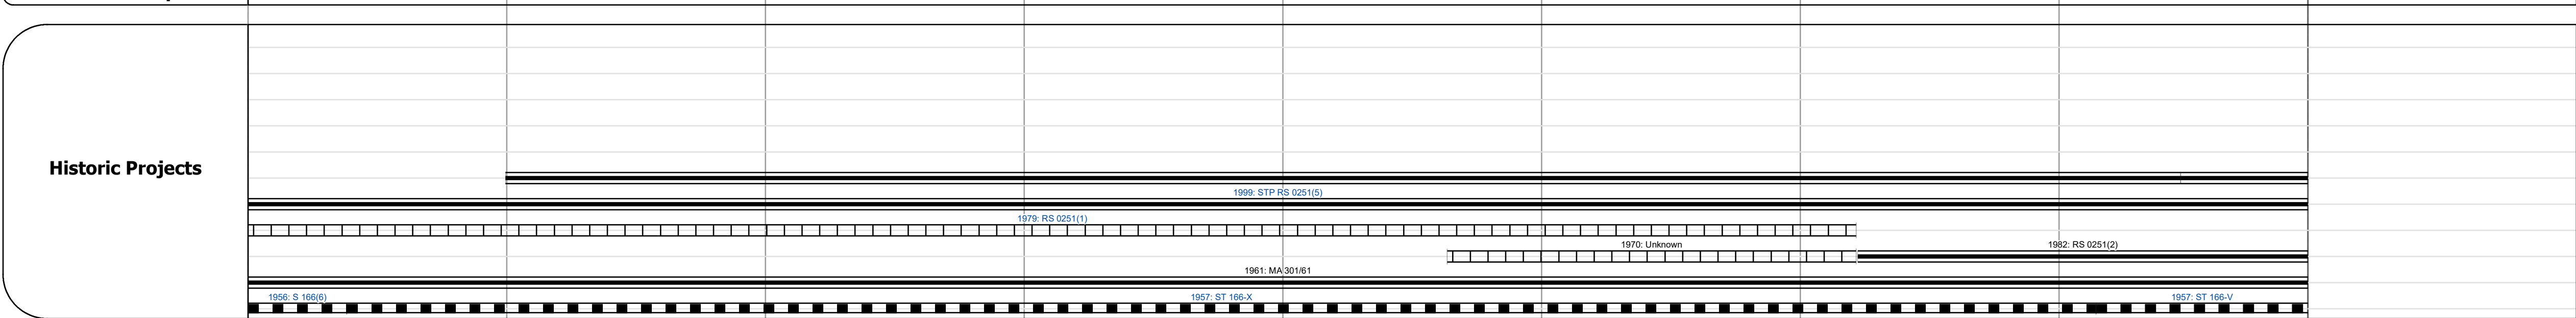 Historic Projects
1999: STP RS 0251(5)
1979: RS 0251(1)
1970: Unknown
1982: RS 0251(2)
1961: MA 301/61
1956: S 166(6)
1957: ST 166-X
1957: ST 166-V